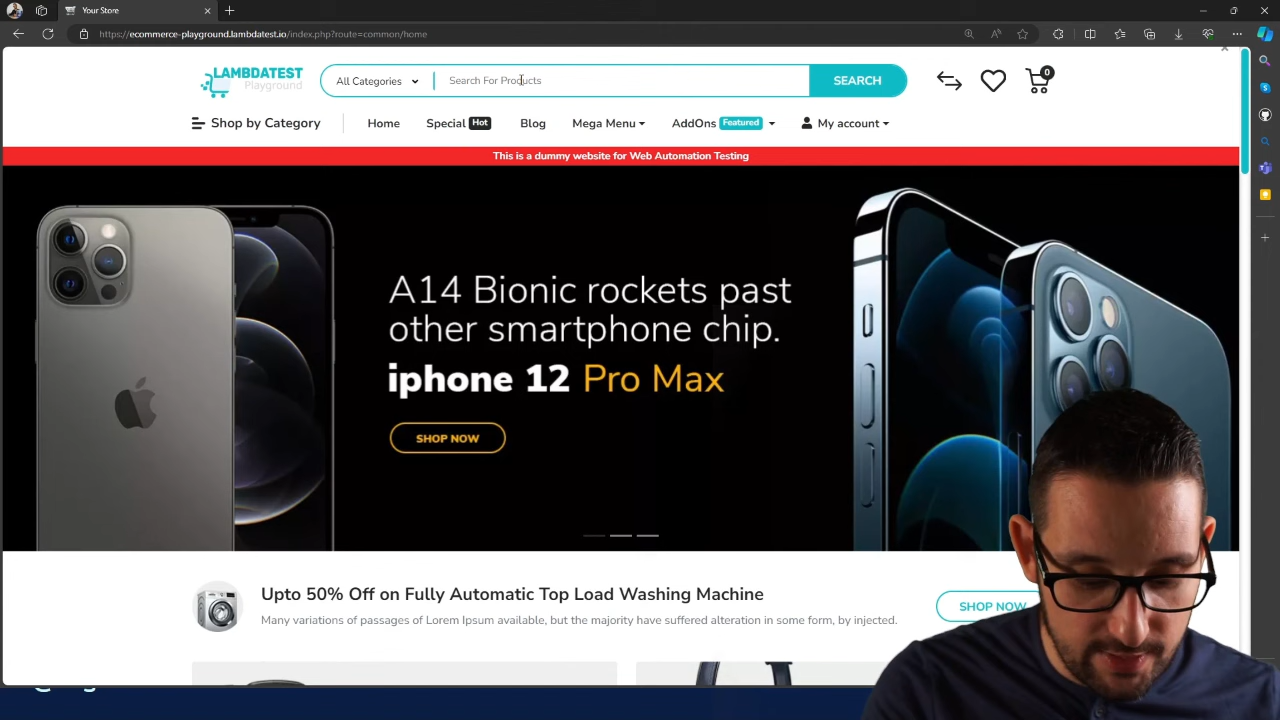 Your Store
https://ecommerce-playground.lambdatest.io/index.php?route=common/home
LAMBDATEST
Playground
All Categories
Search For Products
SEARCH
0
Shop by Category
Home
Special Hot
Blog
Mega Menu
AddOns Featured
My account
This is a dummy website for Web Automation Testing
A14 Bionic rockets past
other smartphone chip.
iphone 12 Pro Max
SHOP NOW
Upto 50% Off on Fully Automatic Top Load Washing Machine
Many variations of passages of Lorem Ipsum available, but the majority have suffered alteration in some form, by injected.
SHOP NOW